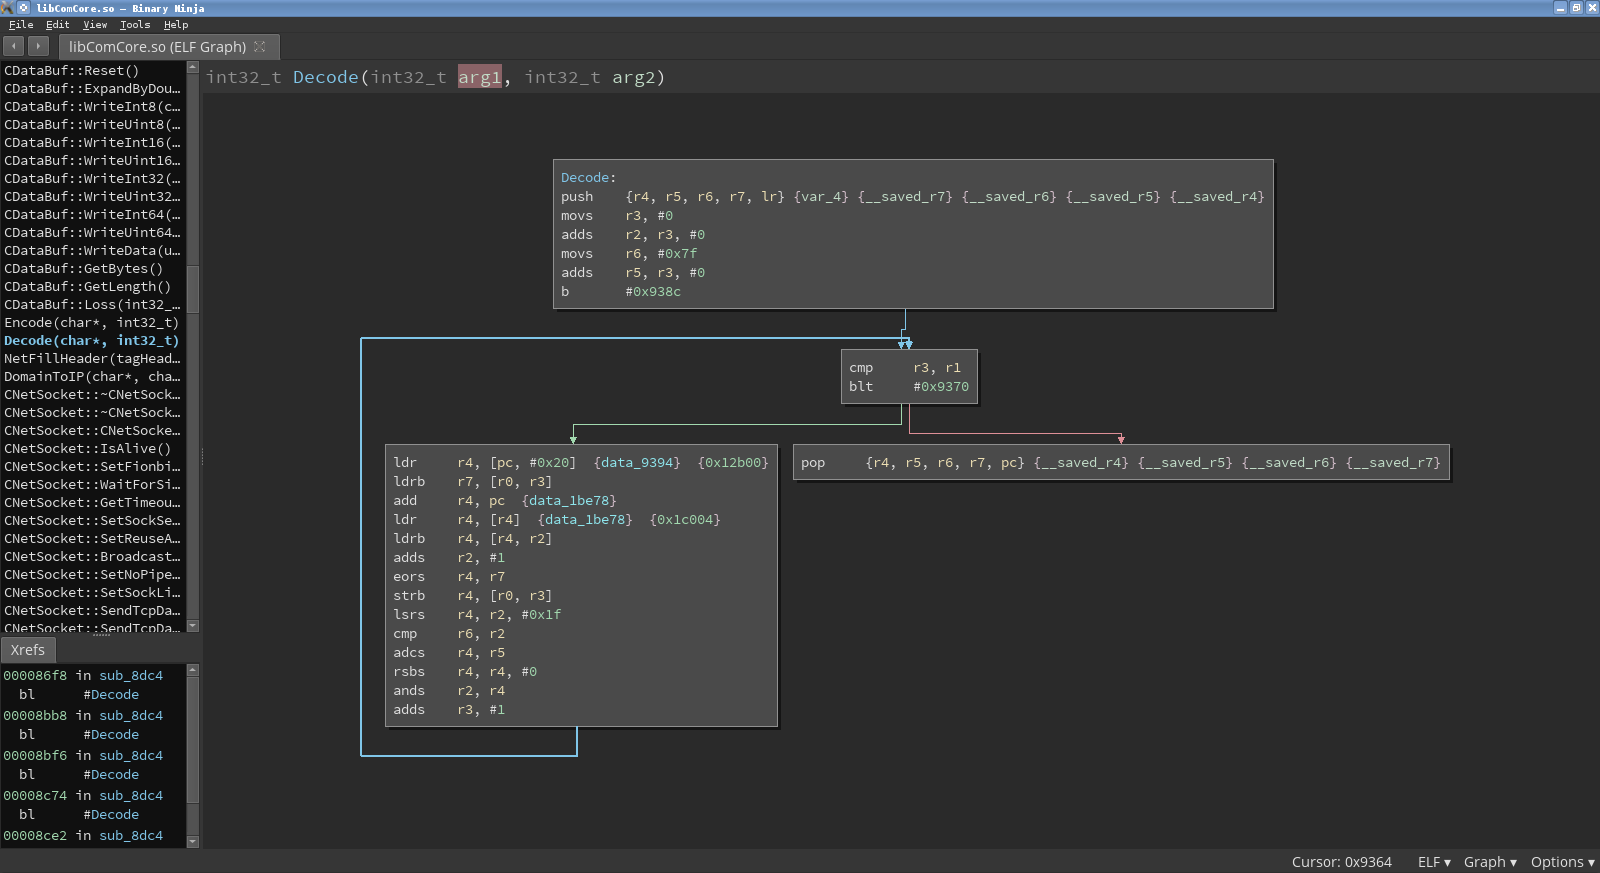 libComCore.so — Binary Ninja
File Edit View Tools Help
libComCore.so (ELF Graph)
CDataBuf::Reset()
CDataBuf::ExpandByDou…
CDataBuf::WriteInt8(c…
CDataBuf::WriteUint8(…
CDataBuf::WriteInt16(…
CDataBuf::WriteUint16…
CDataBuf::WriteInt32(…
CDataBuf::WriteUint32…
CDataBuf::WriteInt64(…
CDataBuf::WriteUint64…
CDataBuf::WriteData(u…
CDataBuf::GetBytes()
CDataBuf::GetLength()
CDataBuf::Loss(int32_…
Encode(char*, int32_t)
Decode(char*, int32_t)
NetFillHeader(tagHead…
DomainToIP(char*, cha…
CNetSocket::~CNetSock…
CNetSocket::~CNetSock…
CNetSocket::CNetSocke…
CNetSocket::IsAlive()
CNetSocket::SetFionbi…
CNetSocket::WaitForSi…
CNetSocket::GetTimeou…
CNetSocket::SetSockSe…
CNetSocket::SetReuseA…
CNetSocket::Broadcast…
CNetSocket::SetNoPipe…
CNetSocket::SetSockLi…
CNetSocket::SendTcpDa…
CNetSocket::SendTcpDa…
Xrefs
000086f8 in sub_8dc4
bl #Decode
00008bb8 in sub_8dc4
bl #Decode
00008bf6 in sub_8dc4
bl #Decode
00008c74 in sub_8dc4
bl #Decode
00008ce2 in sub_8dc4
int32_t Decode(int32_t arg1, int32_t arg2)
Decode:
push {r4, r5, r6, r7, lr} {var_4} {__saved_r7} {__saved_r6} {__saved_r5} {__saved_r4}
movs r3, #0
adds r2, r3, #0
movs r6, #0x7f
adds r5, r3, #0
b #0x938c
cmp r3, r1
blt #0x9370
ldr r4, [pc, #0x20] {data_9394} {0x12b00}
ldrb r7, [r0, r3]
add r4, pc {data_1be78}
ldr r4, [r4] {data_1be78} {0x1c004}
ldrb r4, [r4, r2]
adds r2, #1
eors r4, r7
strb r4, [r0, r3]
lsrs r4, r2, #0x1f
cmp r6, r2
adcs r4, r5
rsbs r4, r4, #0
ands r2, r4
adds r3, #1
pop {r4, r5, r6, r7, pc} {__saved_r4} {__saved_r5} {__saved_r6} {__saved_r7}
Cursor: 0x9364 ELF ▾ Graph ▾ Options ▾